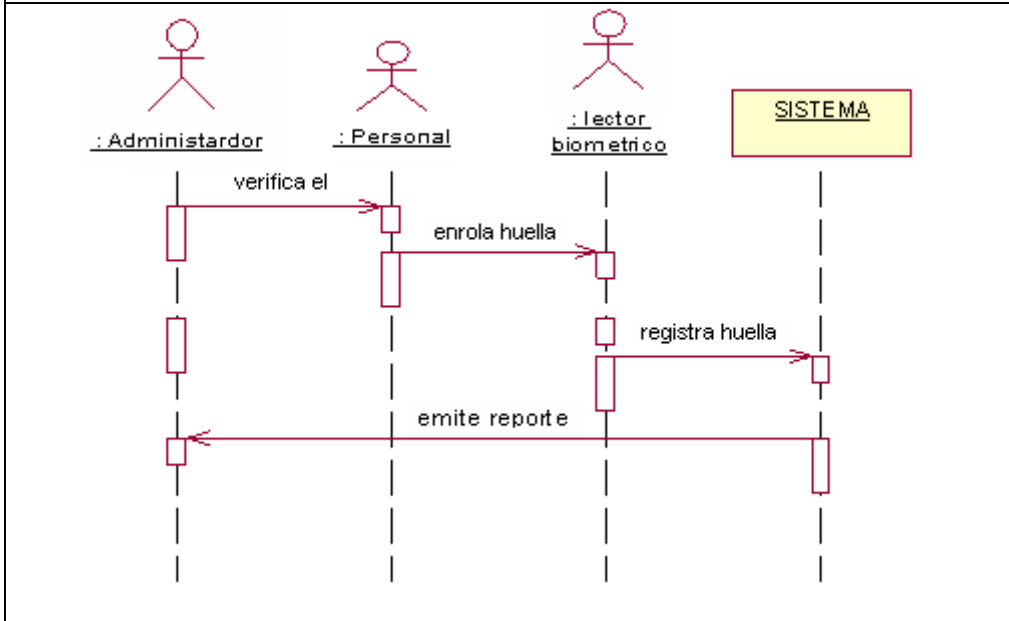 : Administardor
: Personal
: lector
biometrico
SISTEMA
verifica el
enrola huella
registra huella
emite reporte